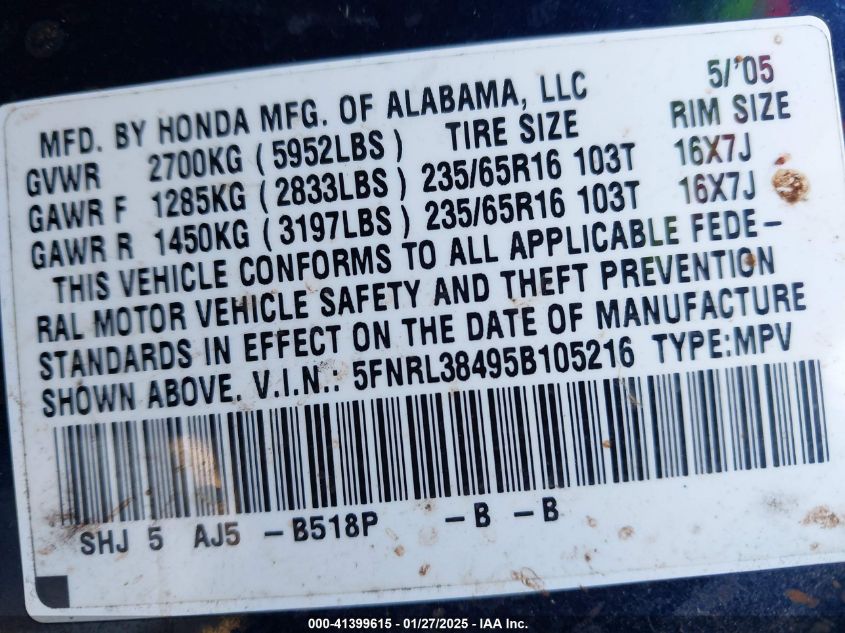 MFD. BY HONDA MFG. OF ALABAMA, LLC 5/'05
GVWR 2700KG ( 5952LBS ) TIRE SIZE RIM SIZE
GAWR F 1285KG ( 2833LBS ) 235/65R16 103T 16X7J
GAWR R 1450KG ( 3197LBS ) 235/65R16 103T 16X7J
THIS VEHICLE CONFORMS TO ALL APPLICABLE FEDE-
RAL MOTOR VEHICLE SAFETY AND THEFT PREVENTION
STANDARDS IN EFFECT ON THE DATE OF MANUFACTURE
SHOWN ABOVE. V.I.N.: 5FNRL38495B105216 TYPE:MPV
SHJ 5 AJ5 -B518P -B -B
000-41399615 - 01/27/2025 - IAA Inc.